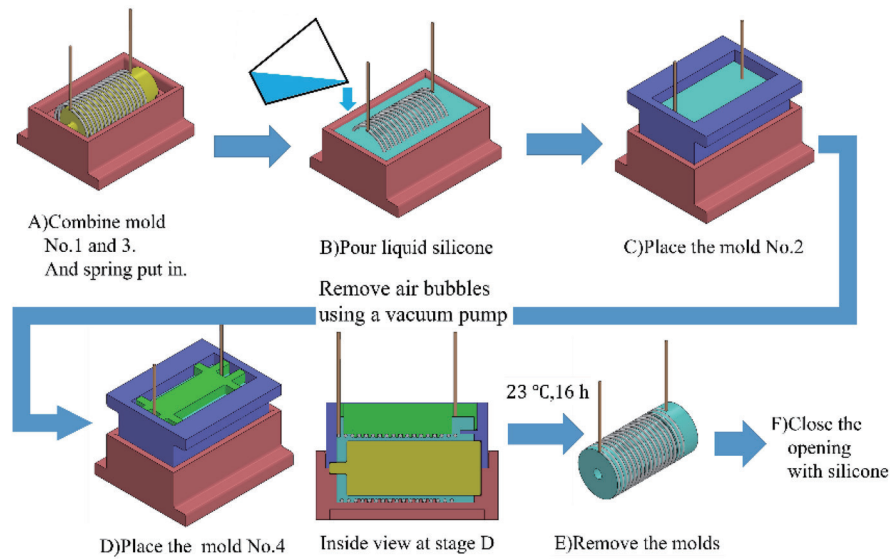 A)Combine mold
No.1 and 3.
And spring put in.
B)Pour liquid silicone
C)Place the mold No.2
Remove air bubbles
using a vacuum pump
D)Place the mold No.4
Inside view at stage D
23 ℃,16 h
E)Remove the molds
F)Close the
opening
with silicone